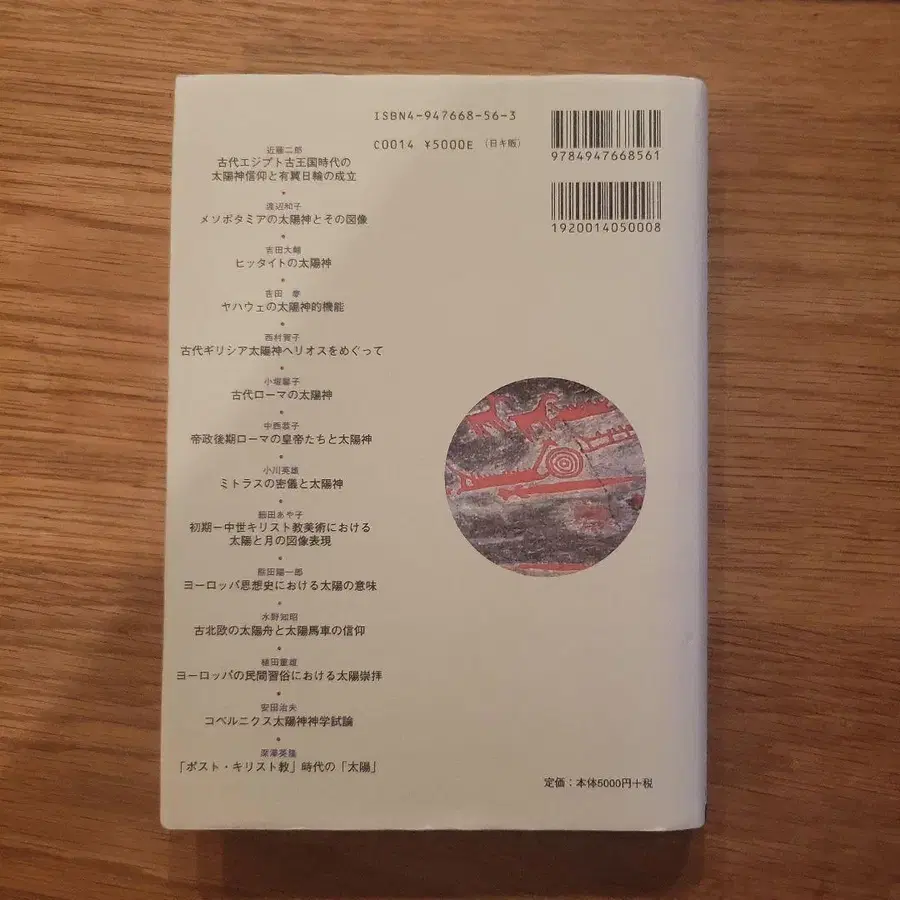 ISBN4-947668-56-3
C0014 ¥5000E (日キ販)
9784947668561
1920014050008
近藤二郎
古代エジプト古王国時代の
太陽神信仰と有翼日輪の成立
渡辺和子
メソポタミアの太陽神とその図像
吉田大輔
ヒッタイトの太陽神
吉田 泰
ヤハウェの太陽神的機能
西村賀子
古代ギリシア太陽神ヘリオスをめぐって
小堀馨子
古代ローマの太陽神
中西恭子
帝政後期ローマの皇帝たちと太陽神
小川英雄
ミトラスの密儀と太陽神
細田あや子
初期ー中世キリスト教美術における
太陽と月の図像表現
熊田陽一郎
ヨーロッパ思想史における太陽の意味
水野知昭
古北欧の太陽舟と太陽馬車の信仰
植田重雄
ヨーロッパの民間習俗における太陽崇拝
安田治夫
コペルニクス太陽神神学試論
深澤英隆
「ポスト・キリスト教」時代の「太陽」
定価：本体5000円＋税